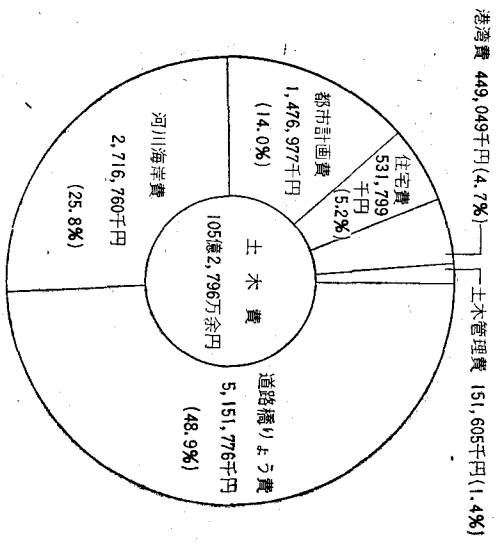 土木費
105億2,796万余円
道路橋りょう費
5,151,776千円
(48.9%)
河川海岸費
2,716,760千円
(25.8%)
都市計画費
1,476,977千円
(14.0%)
住宅費
531,799
千円
(5.2%)
港湾費 449,049千円(4.7%)
土木管理費 151,605千円(1.4%)